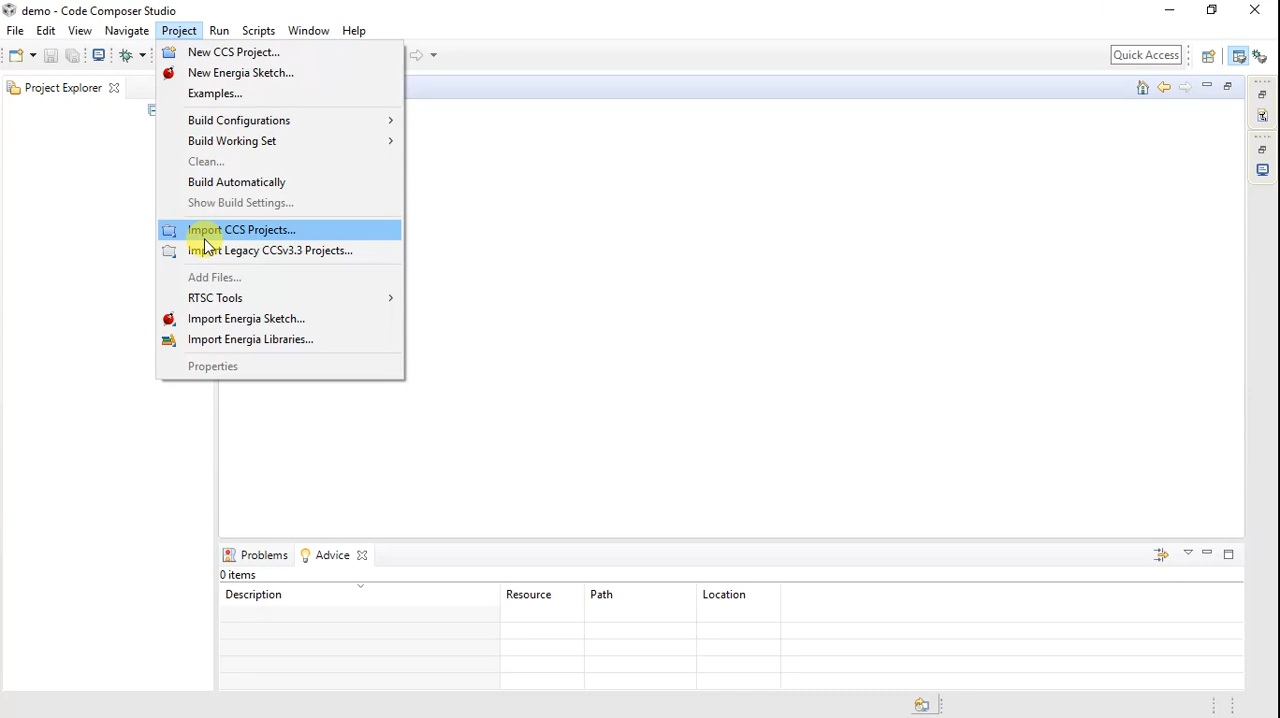 demo - Code Composer Studio
File Edit View Navigate Project Run Scripts Window Help
Quick Access
Project Explorer
New CCS Project...
New Energia Sketch...
Examples...
Build Configurations
Build Working Set
Clean...
Build Automatically
Show Build Settings...
Import CCS Projects...
Import Legacy CCSv3.3 Projects...
Add Files...
RTSC Tools
Import Energia Sketch...
Import Energia Libraries...
Properties
Problems Advice
0 items
Description Resource Path Location